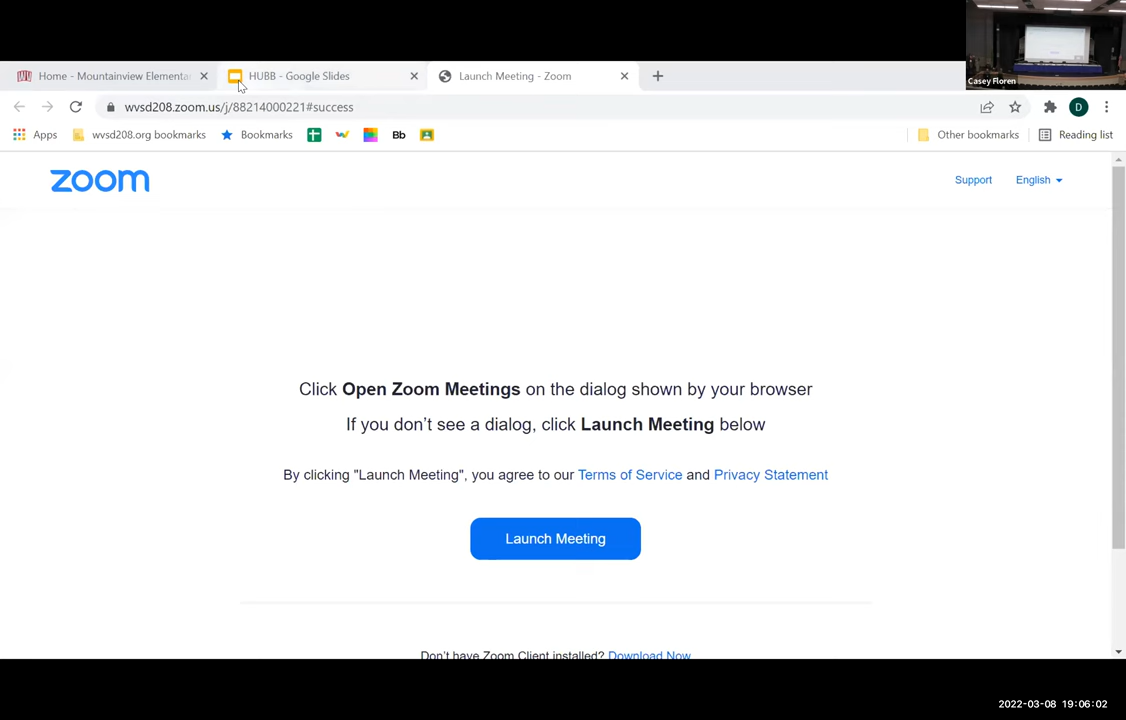 Casey Floren
Home - Mountainview Elementa
HUBB - Google Slides
Launch Meeting - Zoom
wvsd208.zoom.us/j/88214000221#success
D
Apps
wvsd208.org bookmarks
Bookmarks
Bb
Other bookmarks
Reading list
zoom
Support
English
Click Open Zoom Meetings on the dialog shown by your browser
If you don't see a dialog, click Launch Meeting below
By clicking "Launch Meeting", you agree to our Terms of Service and Privacy Statement
Launch Meeting
Don't have Zoom Client installed? Download Now
2022-03-08 19:06:02